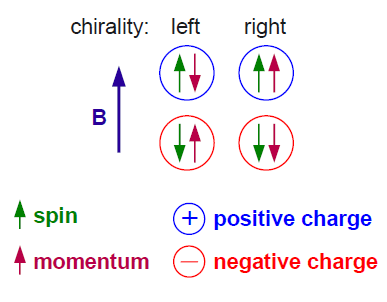 chirality: left right
B
spin + positive charge
momentum − negative charge